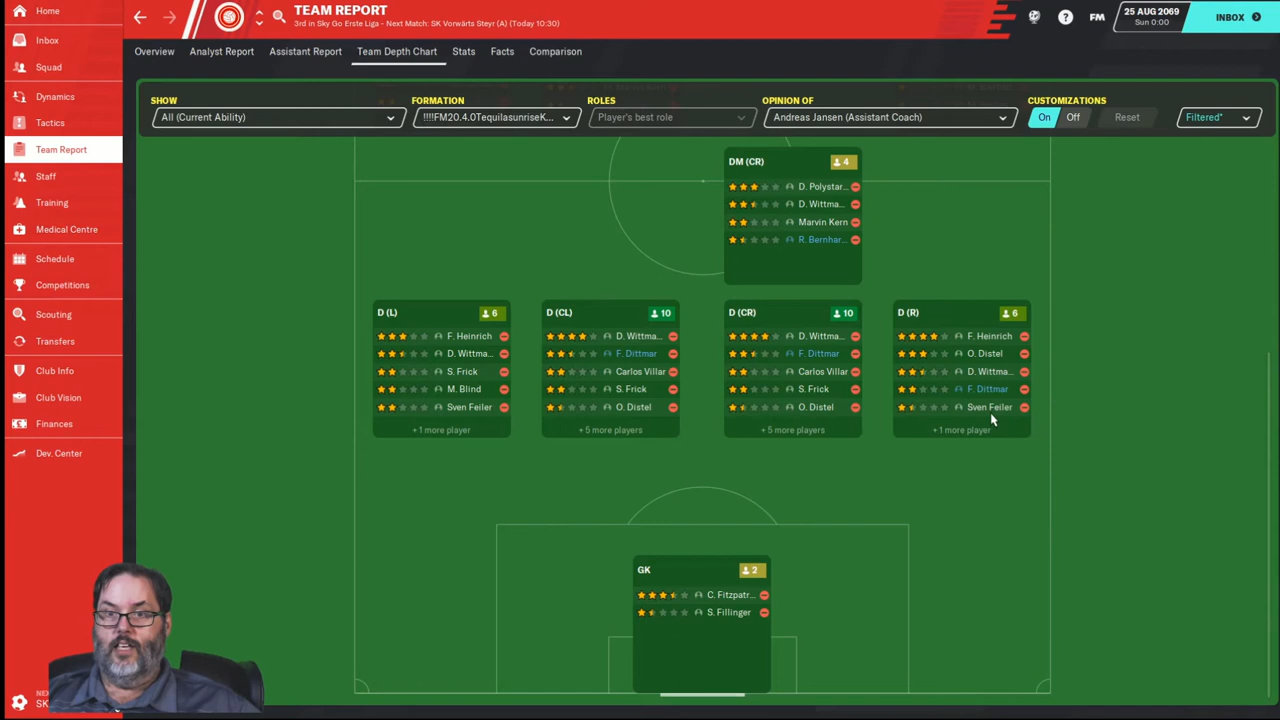 Home
Inbox
Squad
Dynamics
Tactics
Team Report
Staff
Training
Medical Centre
Schedule
Competitions
Scouting
Transfers
Club Info
Club Vision
Finances
Dev. Center
NE
SK
TEAM REPORT
3rd in Sky Go Erste Liga - Next Match: SK Vorwärts Steyr (A) (Today 10:30)
?
FM
25 AUG 2069
Sun 0:00
INBOX
Overview
Analyst Report
Assistant Report
Team Depth Chart
Stats
Facts
Comparison
SHOW
FORMATION
ROLES
OPINION OF
CUSTOMIZATIONS
All (Current Ability)
!!!!FM20.4.0TequilasunriseK...
Player's best role
Andreas Jansen (Assistant Coach)
On
Off
Reset
Filtered*
DM (CR)
4
D. Polystar...
D. Wittma...
Marvin Kern
R. Bernhar...
D (L)
6
F. Heinrich
D. Wittma...
S. Frick
M. Blind
Sven Feiler
+ 1 more player
D (CL)
10
D. Wittma...
F. Dittmar
Carlos Villar
S. Frick
O. Distel
+ 5 more players
D (CR)
10
D. Wittma...
F. Dittmar
Carlos Villar
S. Frick
O. Distel
+ 5 more players
D (R)
6
F. Heinrich
O. Distel
D. Wittma...
F. Dittmar
Sven Feiler
+ 1 more player
GK
2
C. Fitzpatr...
S. Fillinger